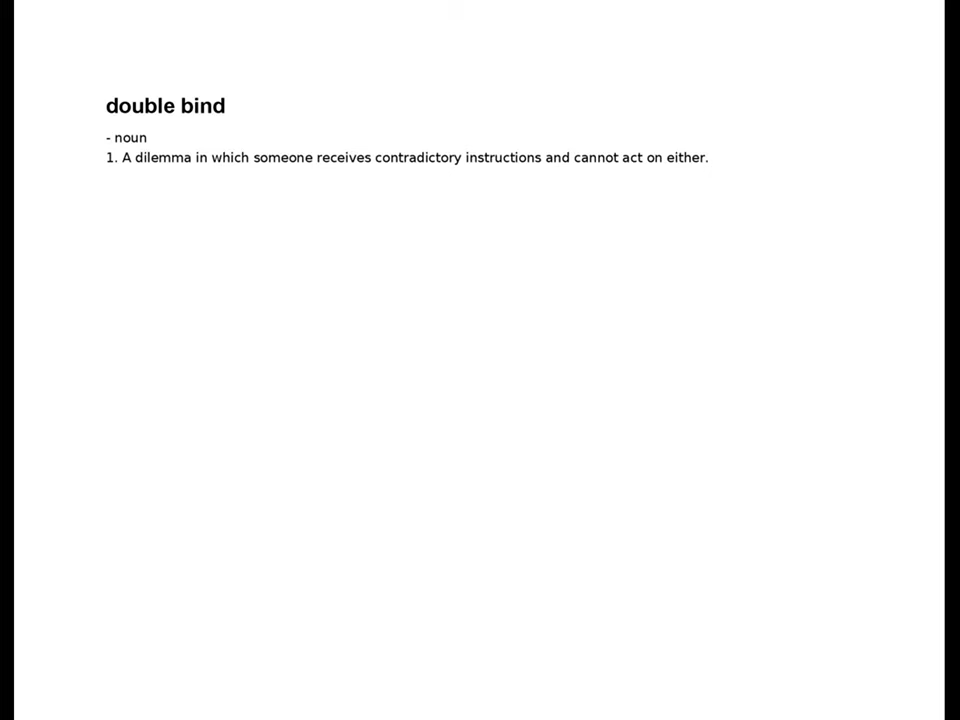 double bind
- noun
1. A dilemma in which someone receives contradictory instructions and cannot act on either.